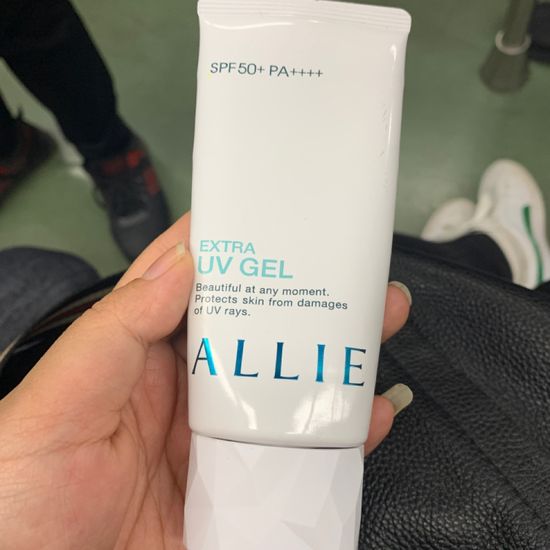 SPF50+ PA++++
EXTRA
UV GEL
Beautiful at any moment.
Protects skin from damages
of UV rays.
ALLIE